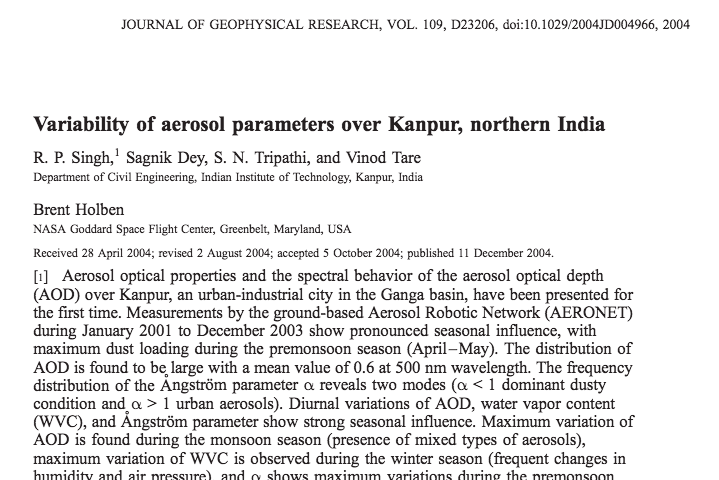 JOURNAL OF GEOPHYSICAL RESEARCH, VOL. 109, D23206, doi:10.1029/2004JD004966, 2004
Variability of aerosol parameters over Kanpur, northern India
R. P. Singh,¹ Sagnik Dey, S. N. Tripathi, and Vinod Tare
Department of Civil Engineering, Indian Institute of Technology, Kanpur, India
Brent Holben
NASA Goddard Space Flight Center, Greenbelt, Maryland, USA
Received 28 April 2004; revised 2 August 2004; accepted 5 October 2004; published 11 December 2004.
[1] Aerosol optical properties and the spectral behavior of the aerosol optical depth
(AOD) over Kanpur, an urban-industrial city in the Ganga basin, have been presented for
the first time. Measurements by the ground-based Aerosol Robotic Network (AERONET)
during January 2001 to December 2003 show pronounced seasonal influence, with
maximum dust loading during the premonsoon season (April–May). The distribution of
AOD is found to be large with a mean value of 0.6 at 500 nm wavelength. The frequency
distribution of the Ångström parameter α reveals two modes (α < 1 dominant dusty
condition and α > 1 urban aerosols). Diurnal variations of AOD, water vapor content
(WVC), and Ångström parameter show strong seasonal influence. Maximum variation of
AOD is found during the monsoon season (presence of mixed types of aerosols),
maximum variation of WVC is observed during the winter season (frequent changes in
humidity and air pressure), and α shows maximum variations during the premonsoon